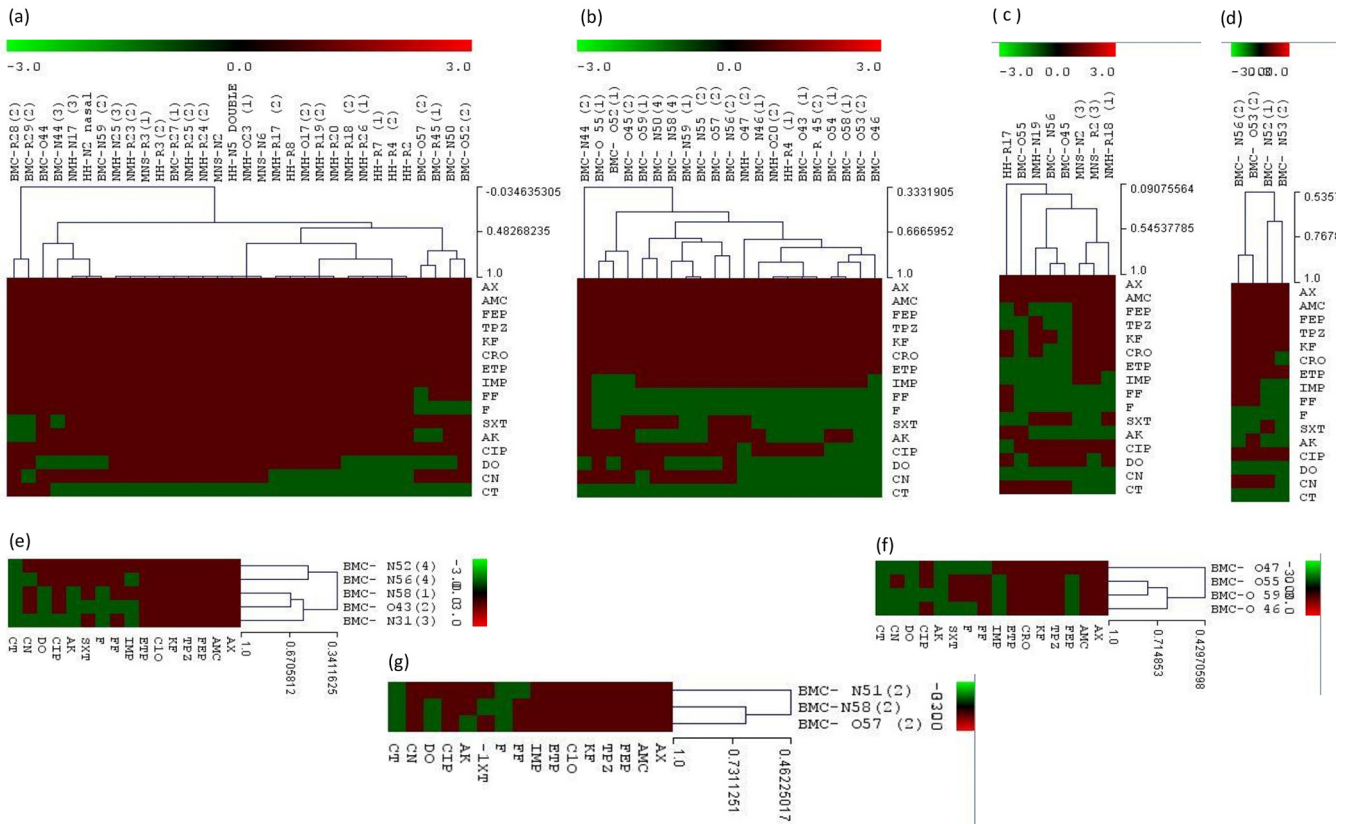 (a)
-3.0 0.0 3.0
BMC-R28(2)
BMC-R29(2)
BMC-O44
BMC-N44(3)
NMH-N17 (3)
HH-N2 nasal
BMC-N59 (2)
NMH-N25(3)
NMH-R23(2)
MNS-R3(1)
HH-R3(2)
BMC-R27(1)
NMH-R25(2)
NMH-R24(2)
MNS-N2
HH-N5 DOUBLE
NMH-O23 (1)
MNS-N6
NMH-R17 (2)
HH-R8
NMH-O17(2)
NMH-R19(2)
NMH-R20
NMH-R18 (2)
NMH-R26 (1)
HH-R7 (1)
HH-R4 (2)
HH-R2
BMC-O57 (2)
BMC-R45(1)
BMC-N50
BMC-O52(2)
-0.034635305
0.48268235
1.0
AX
AMC
FEP
TPZ
KF
CRO
ETP
IMP
FF
F
SXT
AK
CIP
DO
CN
CT
(b)
-3.0 0.0 3.0
BMC-N44 (2)
BMC-O 55(1)
BMC- O52(1)
BMC-O45(2)
BMC- O59(1)
BMC- N50(4)
BMC- N58(4)
BMC- N59(1)
BMC- N55 (2)
BMC- O57 (2)
BMC- N56(2)
NMH- O47 (2)
BMC- N46(1)
NMH-O20(2)
HH-R4 (1)
BMC- O43 (1)
BMC- R 45(2)
BMC- O54 (1)
BMC- O58(1)
BMC- O53(2)
BMC- O46
0.3331905
0.6665952
1.0
AX
AMC
FEP
TPZ
KF
CRO
ETP
IMP
FF
F
SXT
AK
CIP
DO
CN
CT
( c )
-3.0 0.0 3.0
HH-R17
BMC-O55
NMH-N19
BMC- N56
BMC-O45
MNS-N2 (3)
MNS- R2(3)
NHN-R18 (1)
0.09075564
0.54537785
1.0
AX
AMC
FEP
TPZ
KF
CRO
ETP
IMP
FF
F
SXT
AK
CIP
DO
CN
CT
(d)
BMC- N56(2)
BMC- O53(2)
BMC-C N52(1)
BMC- N53(2)
0.535
0.767
1.0
AX
AMC
FEP
TPZ
KF
CRO
ETP
IMP
FF
F
SXT
AK
CIP
DO
CN
CT
(e)
BMC- N52(4)
BMC- N56(4)
BMC- N58(1)
BMC- O43(2)
BMC- N31(3)
CT
CN
DO
CIP
AK
SXT
F
FF
IMP
ETP
C1O
KF
TPZ
FEP
AMC
AX
1.0
0.6705812
0.3411625
(f)
BMC- O47
BMC- O55
BMC-O 59
BMC-O 46
CT
CN
DO
CIP
AK
SXT
F
FF
IMP
ETP
CRO
KF
TPZ
FEP
AMC
AX
1.0
0.714853
0.42970598
(g)
BMC- N51(2)
BMC-N58(2)
BMC- O57 (2)
CT
CN
DO
CIP
AK
-1XT
F
FF
IMP
ETP
C1O
KF
TPZ
FEP
AMC
AX
1.0
0.7311251
0.46225017